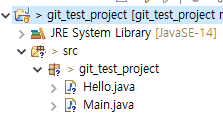 > git_test_project [git_test_project
JRE System Library [JavaSE-14]
> src
> git_test_project
> Hello.java
> Main.java